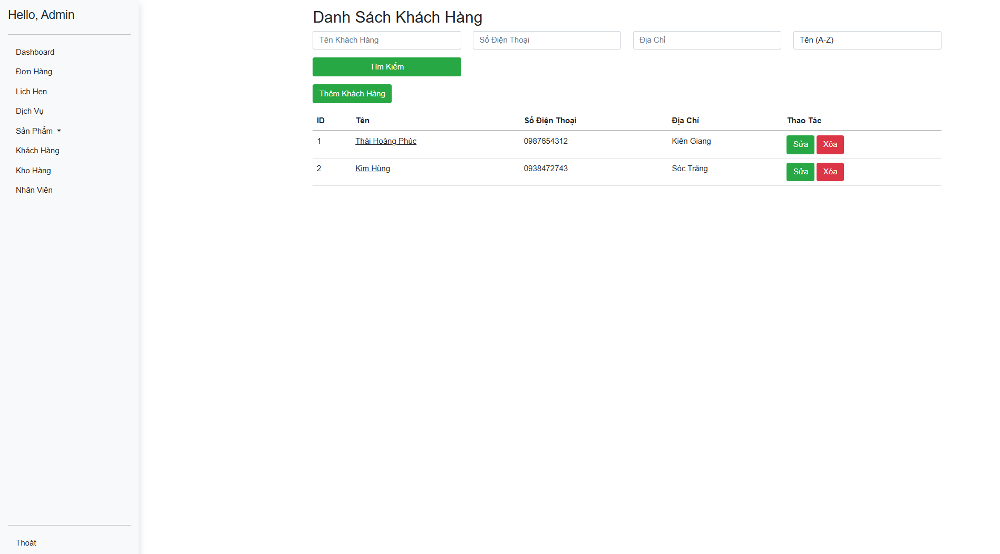 Hello, Admin
Dashboard
Đơn Hàng
Lịch Hẹn
Dịch Vụ
Sản Phẩm
Khách Hàng
Kho Hàng
Nhân Viên
Thoát
Danh Sách Khách Hàng
Tên Khách Hàng Số Điện Thoại Địa Chỉ Tên (A-Z)
Tìm Kiếm
Thêm Khách Hàng
ID Tên Số Điện Thoại Địa Chỉ Thao Tác
1 Thái Hoàng Phúc 0987654312 Kiên Giang Sửa Xóa
2 Kim Hùng 0938472743 Sóc Trăng Sửa Xóa